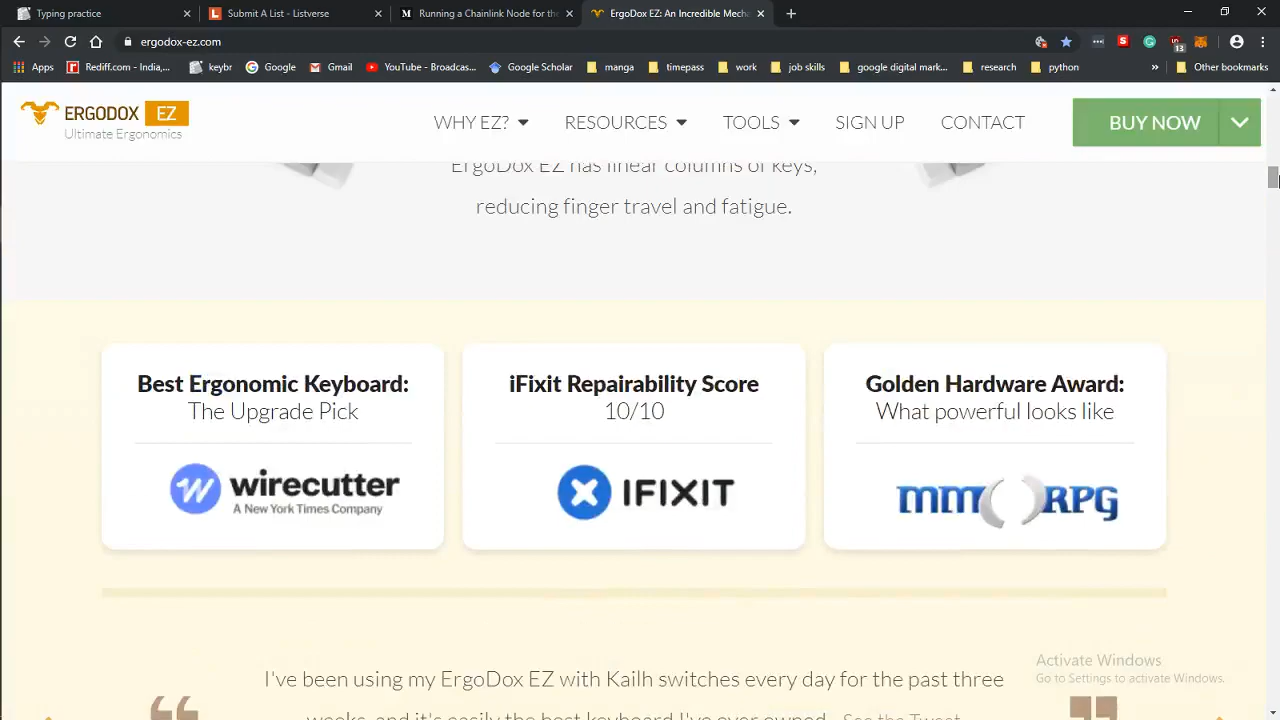 Typing practice
Submit A List - Listverse
Running a Chainlink Node for the
ErgoDox EZ: An Incredible Mecha
ergodox-ez.com
13
Apps
Rediff.com - India,...
keybr
Google
Gmail
YouTube - Broadcas...
Google Scholar
manga
timepass
work
job skills
google digital mark...
research
python
Other bookmarks
ERGODOX EZ
Ultimate Ergonomics
WHY EZ?
RESOURCES
TOOLS
SIGN UP
CONTACT
BUY NOW
ErgoDox EZ has linear columns of keys,
reducing finger travel and fatigue.
Best Ergonomic Keyboard:
The Upgrade Pick
wirecutter
A New York Times Company
iFixit Repairability Score
10/10
IFIXIT
Golden Hardware Award:
What powerful looks like
MMORPG
I've been using my ErgoDox EZ with Kailh switches every day for the past three
weeks, and it's easily the best keyboard I've ever owned. See the Tweet
Activate Windows
Go to Settings to activate Windows.